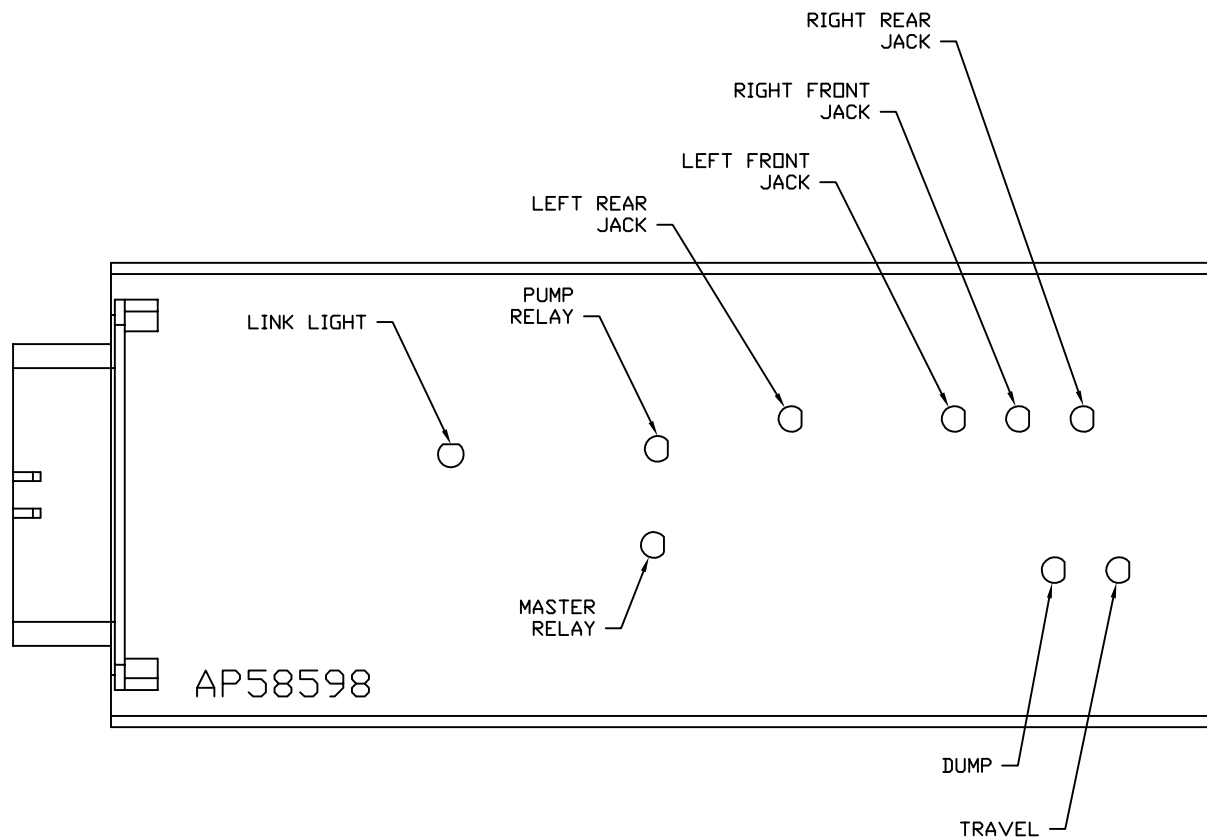 RIGHT REAR
JACK
RIGHT FRONT
JACK
LEFT FRONT
JACK
LEFT REAR
JACK
PUMP
RELAY
LINK LIGHT
MASTER
RELAY
AP58598
DUMP
TRAVEL